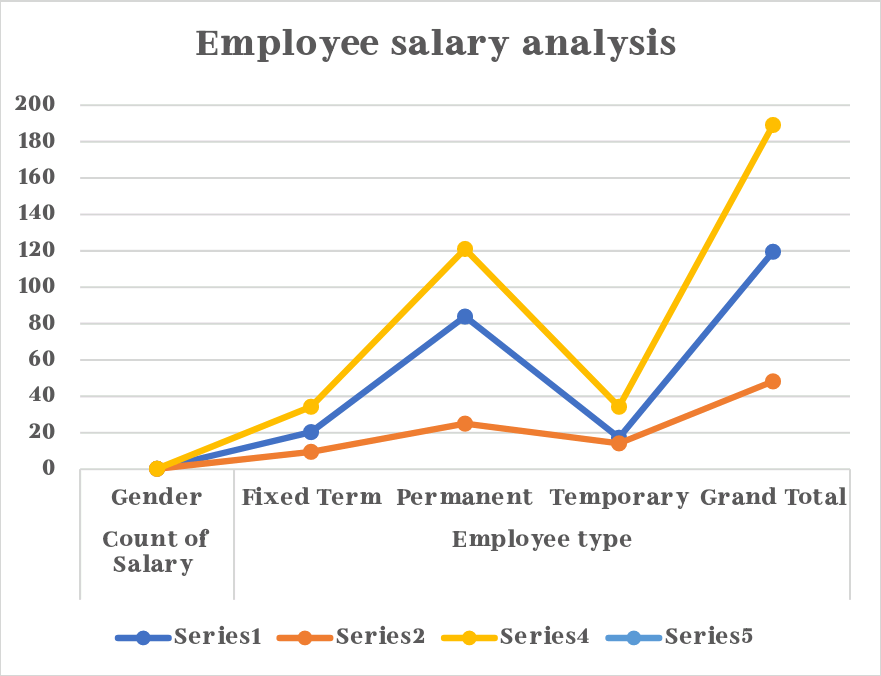 Employee salary analysis
200
180
160
140
120
100
80
60
40
20
0
Gender Fixed Term Permanent Temporary Grand Total
Count of Salary Employee type
Series1 Series2 Series4 Series5